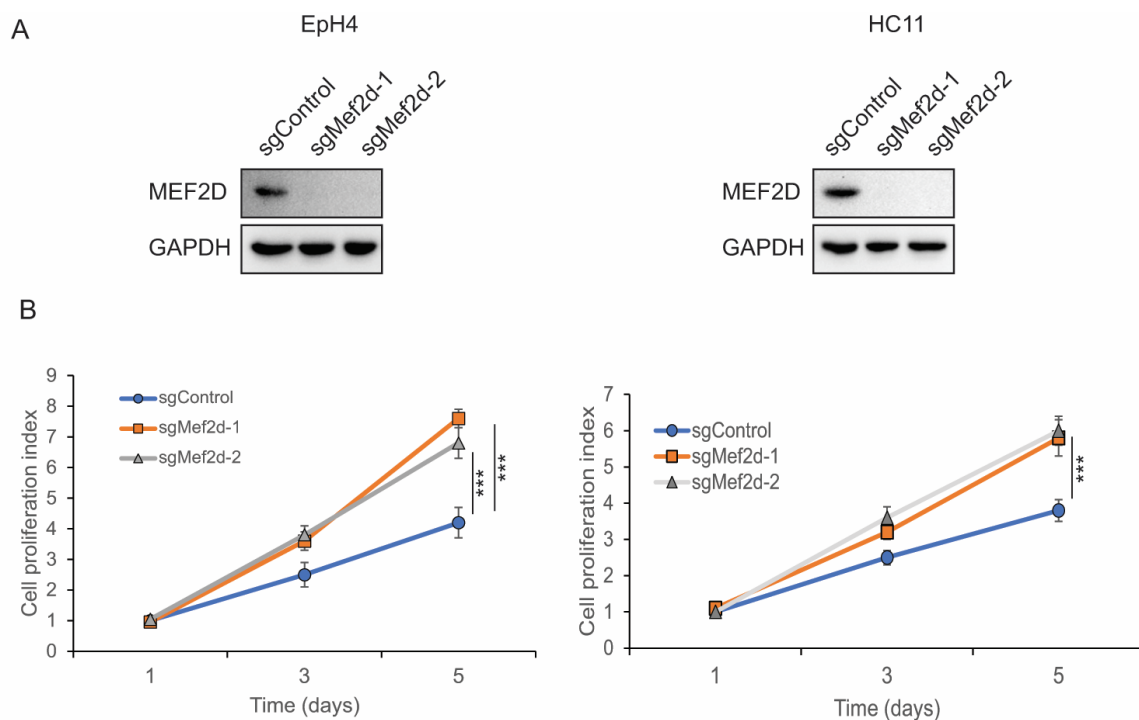 A
EpH4
HC11
sgControl
sgMef2d-1
sgMef2d-2
MEF2D
GAPDH
sgControl
sgMef2d-1
sgMef2d-2
MEF2D
GAPDH
B
Cell proliferation index
9
8
7
6
5
4
3
2
1
0
sgControl
sgMef2d-1
sgMef2d-2
***
***
1 3 5
Time (days)
Cell proliferation index
7
6
5
4
3
2
1
0
sgControl
sgMef2d-1
sgMef2d-2
***
1 3 5
Time (days)